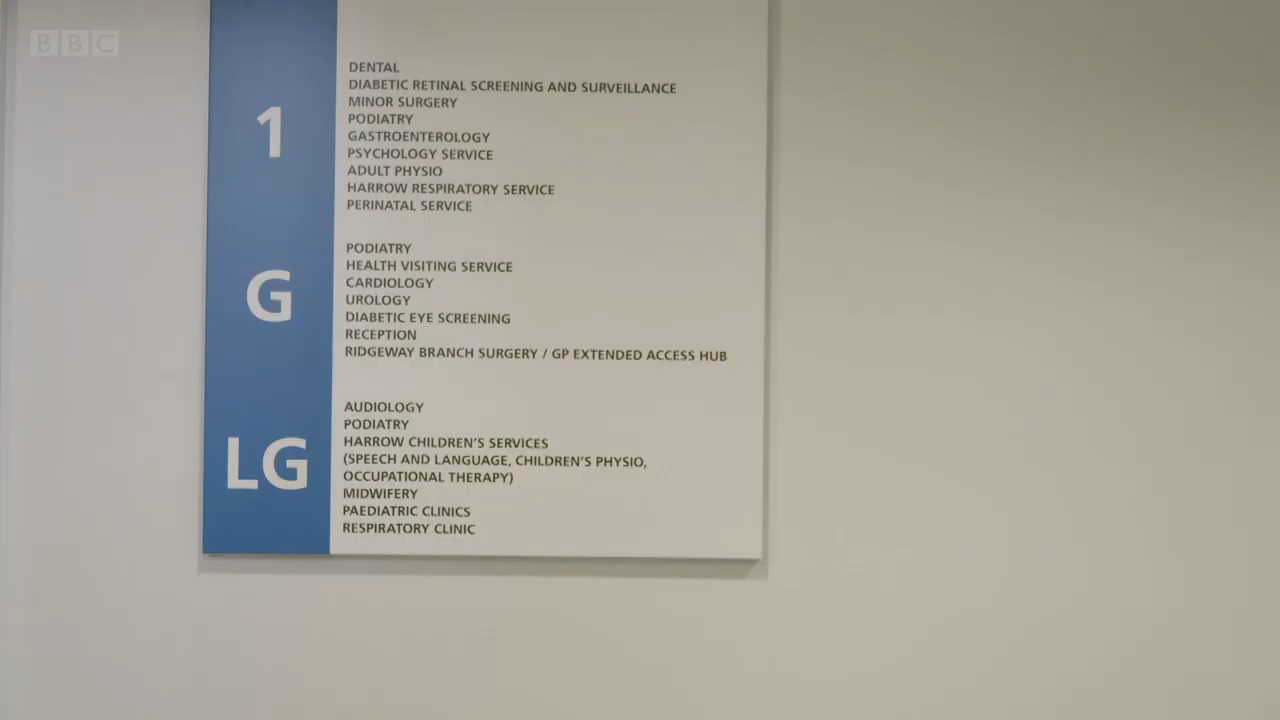 BBC
1
DENTAL
DIABETIC RETINAL SCREENING AND SURVEILLANCE
MINOR SURGERY
PODIATRY
GASTROENTEROLOGY
PSYCHOLOGY SERVICE
ADULT PHYSIO
HARROW RESPIRATORY SERVICE
PERINATAL SERVICE
G
PODIATRY
HEALTH VISITING SERVICE
CARDIOLOGY
UROLOGY
DIABETIC EYE SCREENING
RECEPTION
RIDGEWAY BRANCH SURGERY / GP EXTENDED ACCESS HUB
LG
AUDIOLOGY
PODIATRY
HARROW CHILDREN'S SERVICES
(SPEECH AND LANGUAGE, CHILDREN'S PHYSIO,
OCCUPATIONAL THERAPY)
MIDWIFERY
PAEDIATRIC CLINICS
RESPIRATORY CLINIC